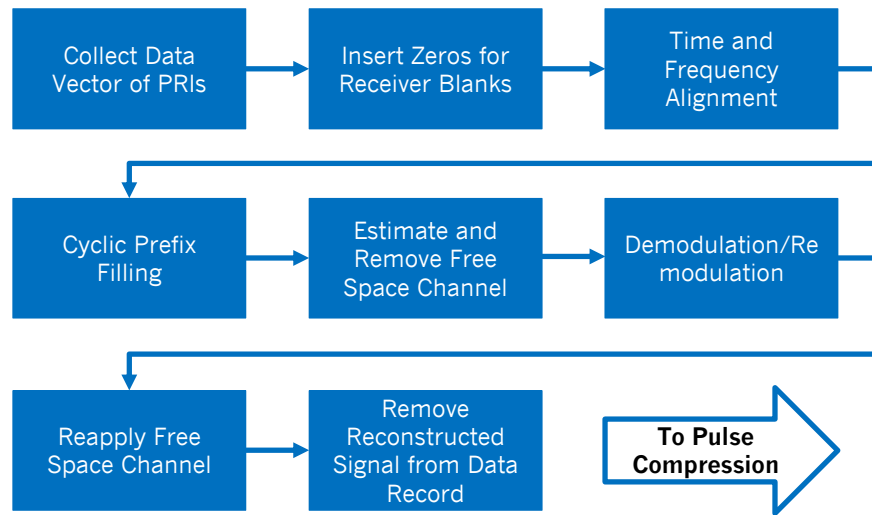 Collect Data
Vector of PRIs
Insert Zeros for
Receiver Blanks
Time and
Frequency
Alignment
Cyclic Prefix
Filling
Estimate and
Remove Free
Space Channel
Demodulation/Re
modulation
Reapply Free
Space Channel
Remove
Reconstructed
Signal from Data
Record
To Pulse
Compression